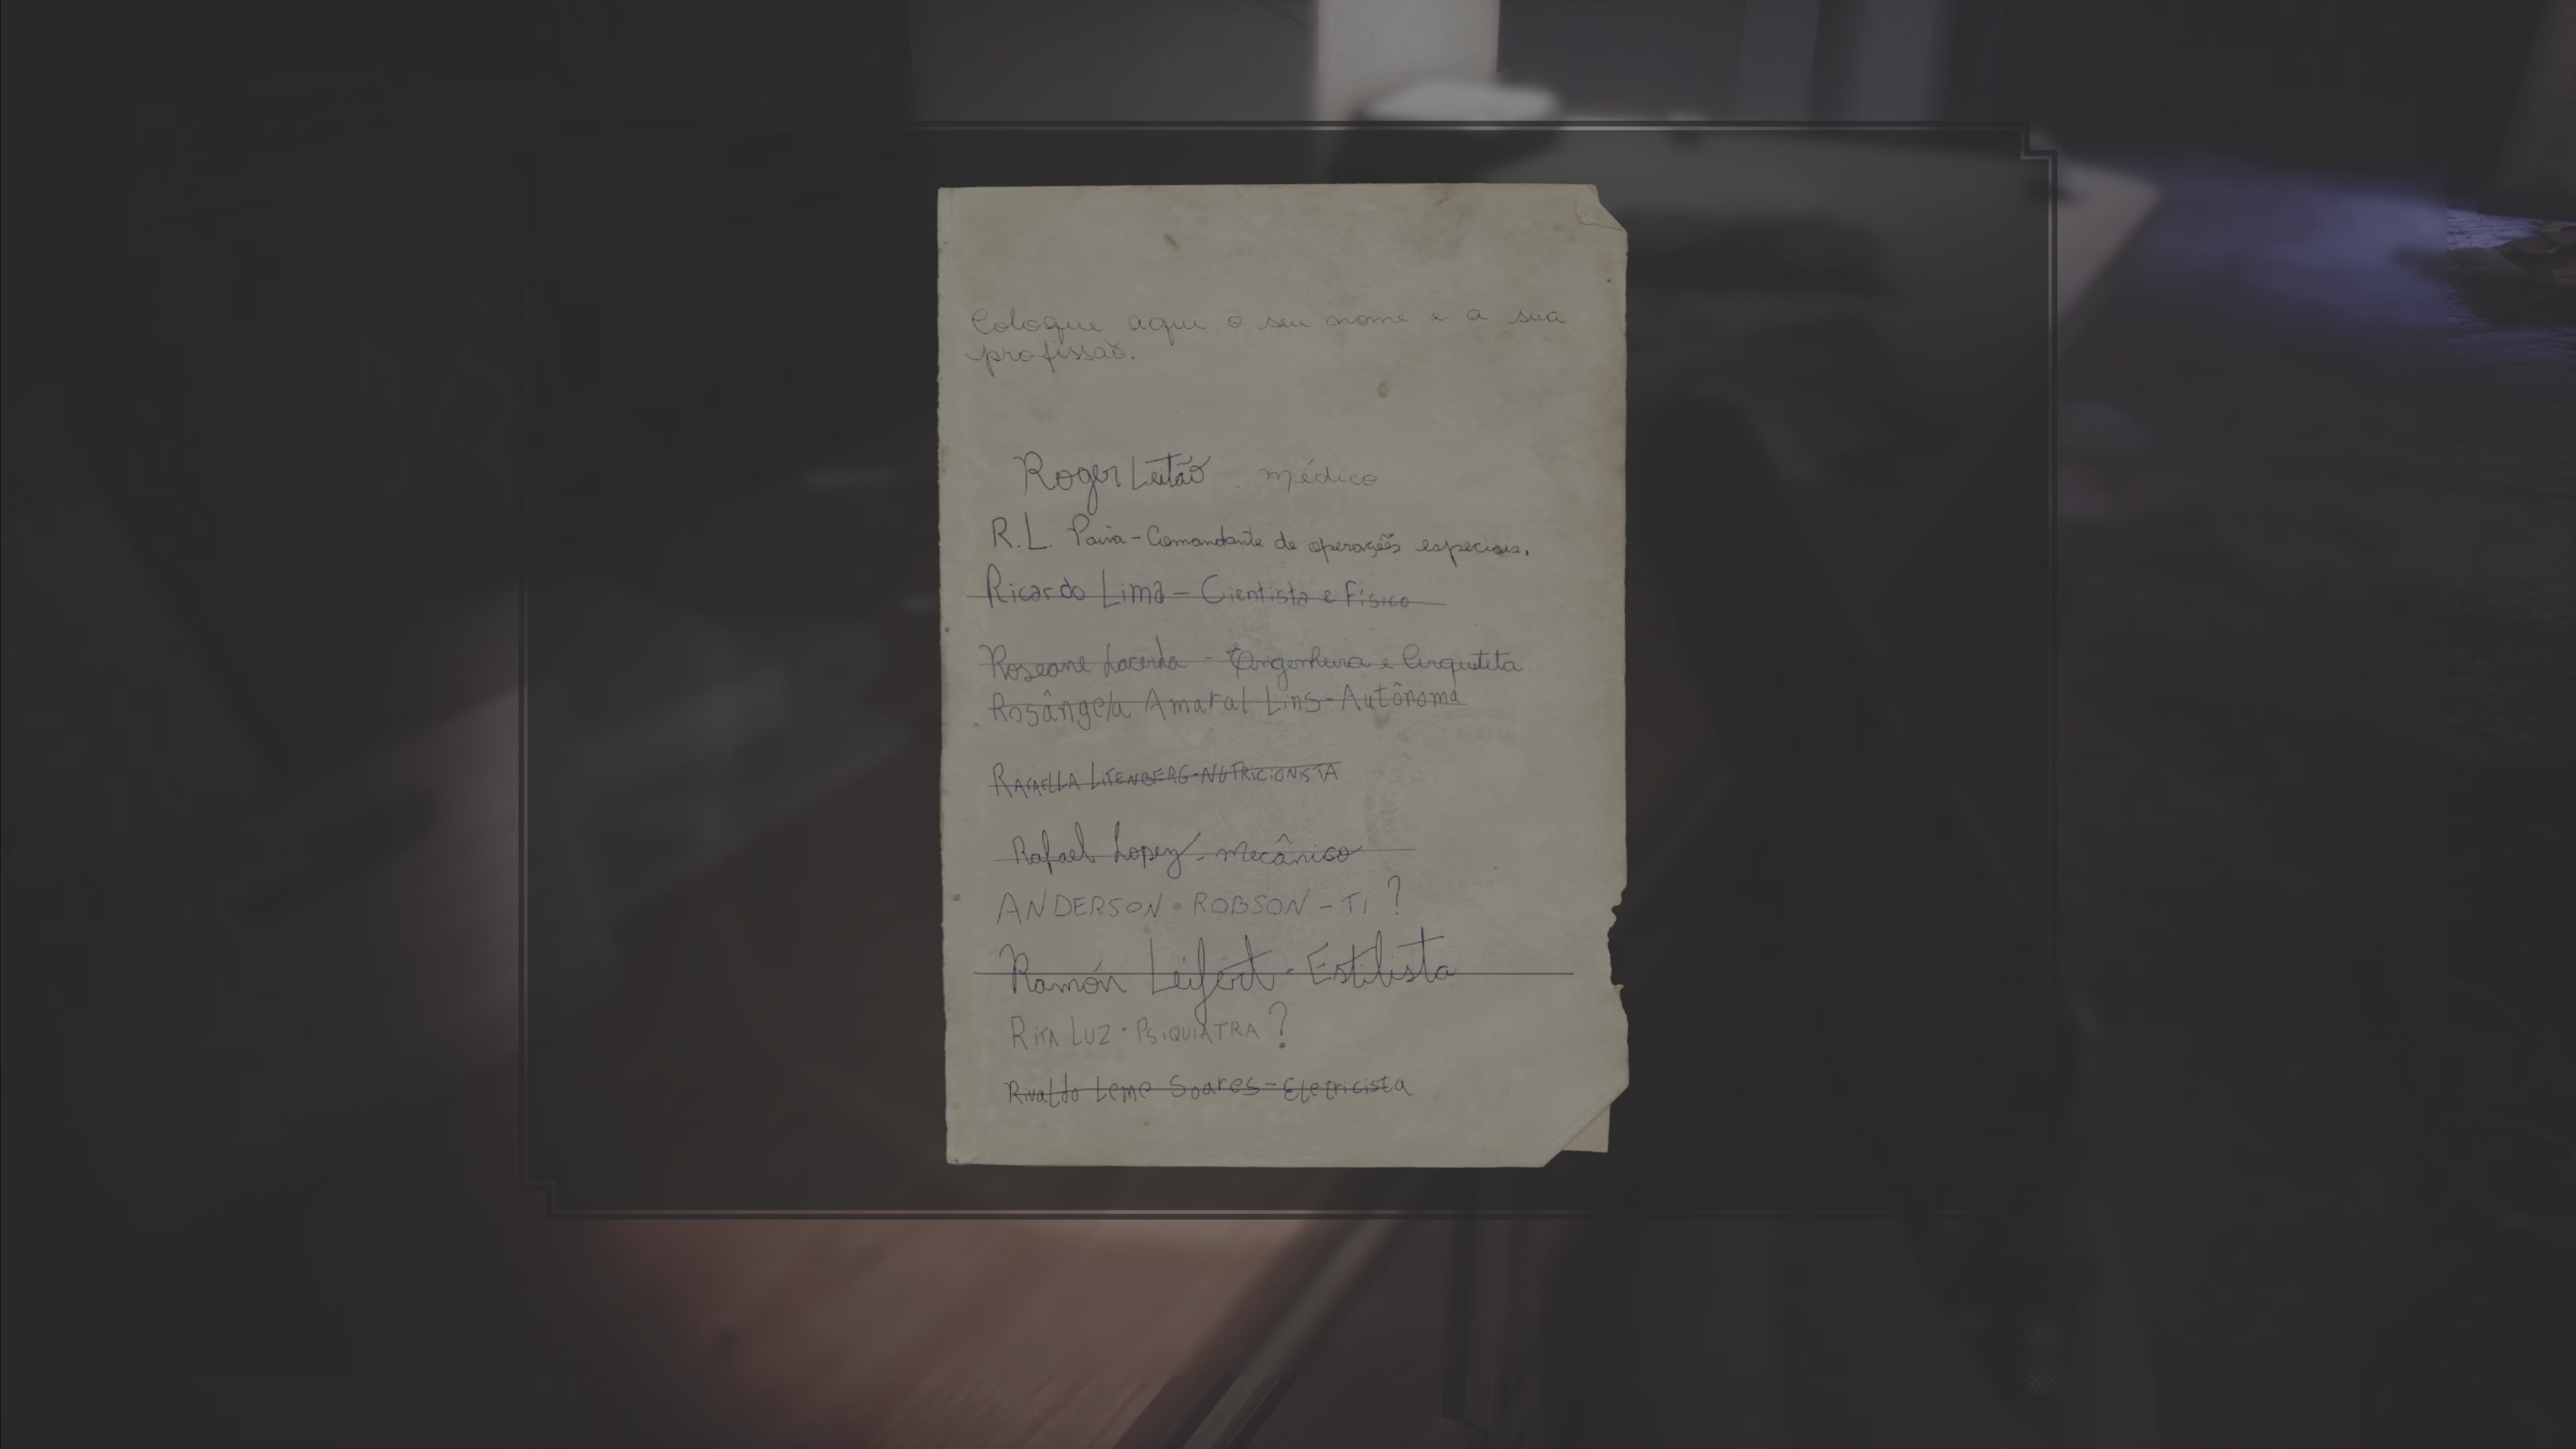 Coloque aqui o seu nome e a sua
profissão.
Roger Leitão - médico
R.L. Paiva - Comandante de operações especiais.
Ricardo Lima - Cientista e Físico
Roseane Lacerda - Engenheira e Arquiteta
Rosângela Amaral Lins - Autônoma
RAFAELLA LITENBERG - NUTRICIONISTA
Rafael Lopez - mecânico
ANDERSON ROBSON - TI ?
Ramón Leifert - Estilista
RITA LUZ - PSIQUIATRA ?
Rivaldo Leme Soares - Eletricista